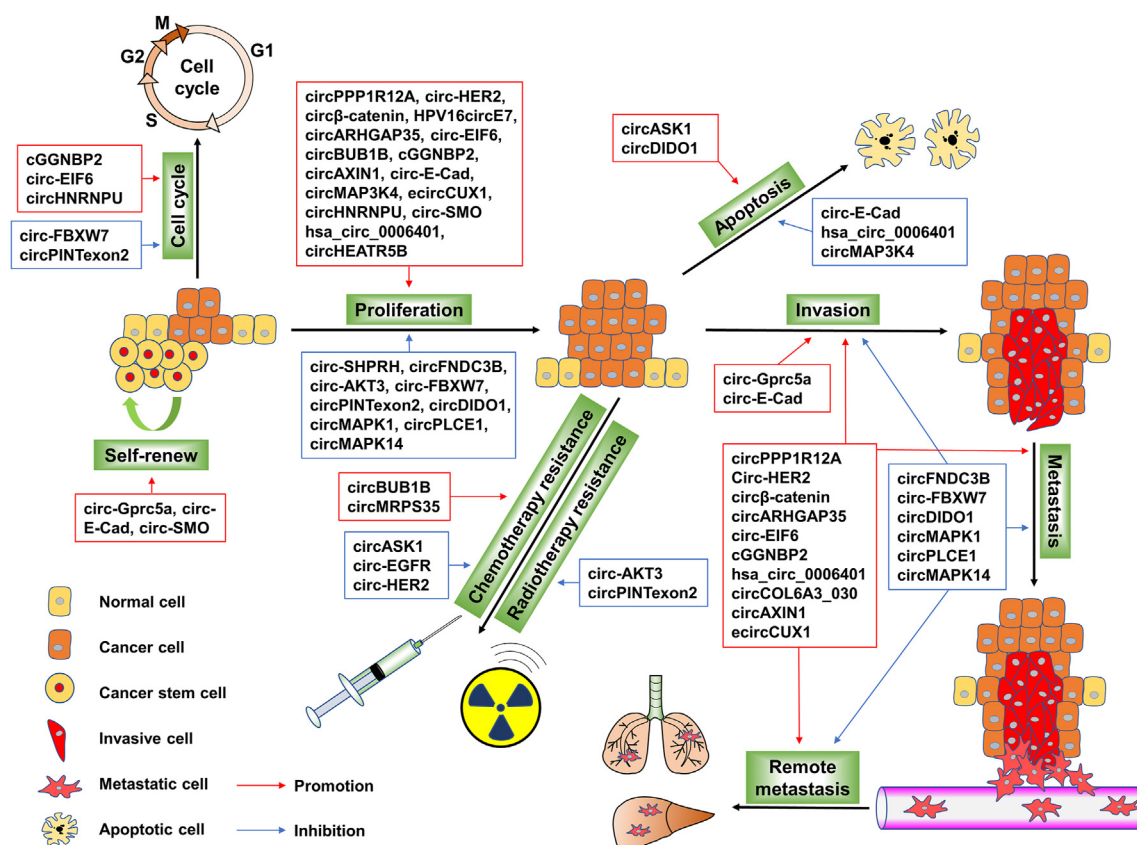 M
G2
G1
S
Cell
cycle
cGGNBP2
circ-EIF6
circHNRNPU
circ-FBXW7
circPINTexon2
Cell cycle
circPPP1R12A, circ-HER2,
circβ-catenin, HPV16circE7,
circARHGAP35, circ-EIF6,
circBUB1B, cGGNBP2,
circAXIN1, circ-E-Cad,
circMAP3K4, ecircCUX1,
circHNRNPU, circ-SMO
hsa_circ_0006401,
circHEATR5B
Proliferation
circ-SHPRH, circFNDC3B,
circ-AKT3, circ-FBXW7,
circPINTexon2, circDIDO1,
circMAPK1, circPLCE1,
circMAPK14
circASK1
circDIDO1
Apoptosis
circ-E-Cad
hsa_circ_0006401
circMAP3K4
Invasion
circ-Gprc5a
circ-E-Cad
Self-renew
circ-Gprc5a, circ-
E-Cad, circ-SMO
circBUB1B
circMRPS35
circASK1
circ-EGFR
circ-HER2
Chemotherapy resistance
Radiotherapy resistance
circ-AKT3
circPINTexon2
circPPP1R12A
Circ-HER2
circβ-catenin
circARHGAP35
circ-EIF6
cGGNBP2
hsa_circ_0006401
circCOL6A3_030
circAXIN1
ecircCUX1
circFNDC3B
circ-FBXW7
circDIDO1
circMAPK1
circPLCE1
circMAPK14
Metastasis
Remote
metastasis
Normal cell
Cancer cell
Cancer stem cell
Invasive cell
Metastatic cell
Promotion
Apoptotic cell
Inhibition